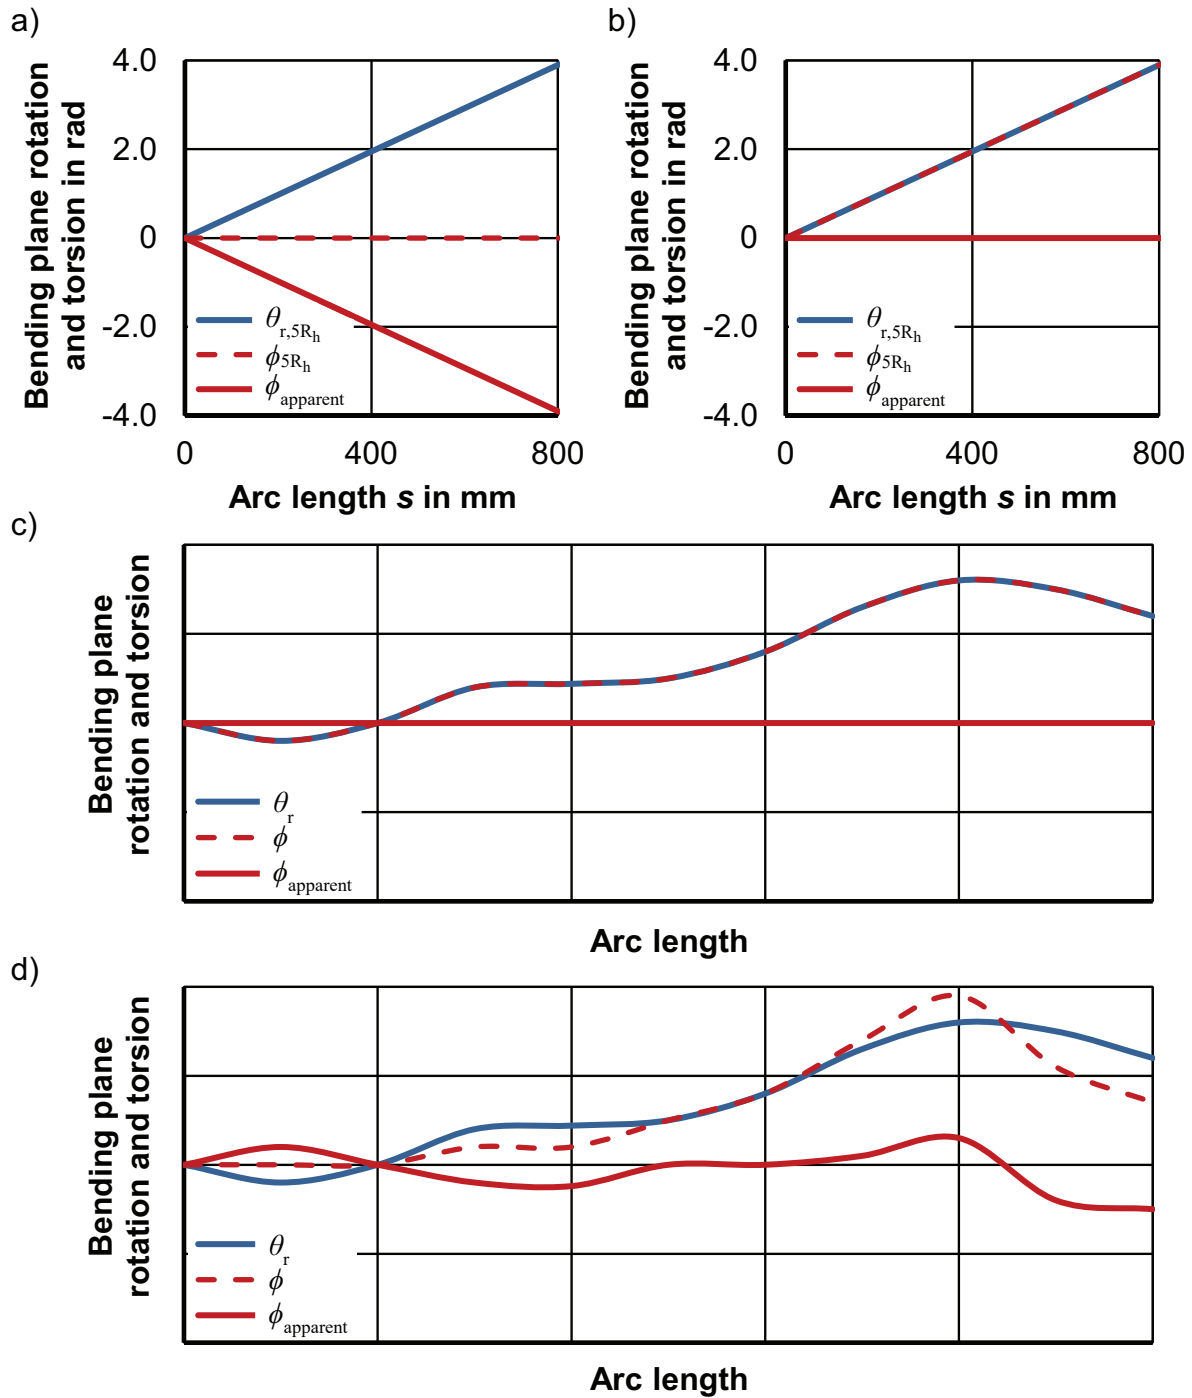 a)
Bending plane rotation
and torsion in rad
4.0
2.0
0
-2.0
-4.0
θr,5Rh
ϕ5Rh
ϕapparent
0 400 800
Arc length s in mm
b)
Bending plane rotation
and torsion in rad
4.0
2.0
0
-2.0
-4.0
θr,5Rh
ϕ5Rh
ϕapparent
0 400 800
Arc length s in mm
c)
Bending plane
rotation and torsion
θr
ϕ
ϕapparent
Arc length
d)
Bending plane
rotation and torsion
θr
ϕ
ϕapparent
Arc length